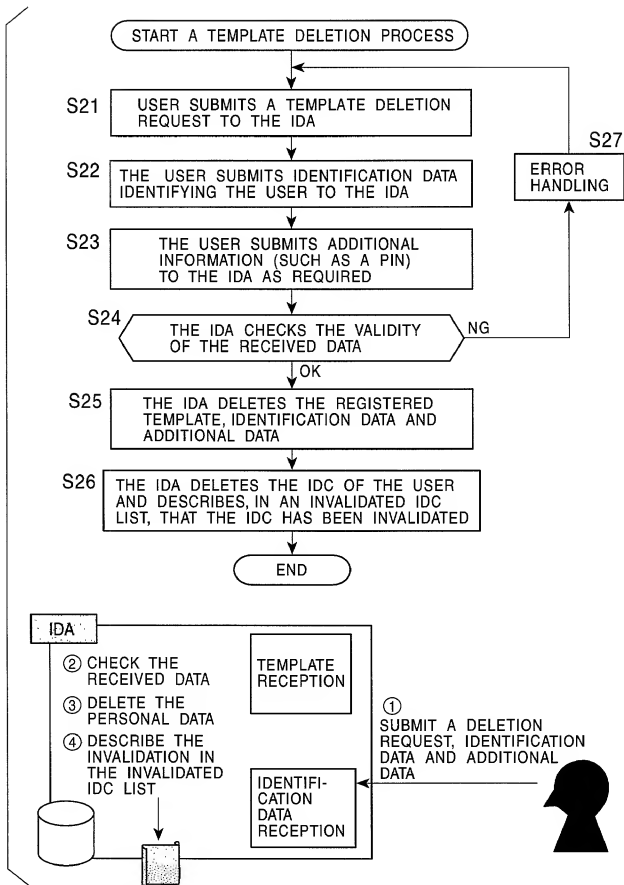 START A TEMPLATE DELETION PROCESS
S21
USER SUBMITS A TEMPLATE DELETION
REQUEST TO THE IDA
S27
ERROR
HANDLING
S22
THE USER SUBMITS IDENTIFICATION DATA
IDENTIFYING THE USER TO THE IDA
S23
THE USER SUBMITS ADDITIONAL
INFORMATION (SUCH AS A PIN)
TO THE IDA AS REQUIRED
S24
THE IDA CHECKS THE VALIDITY
OF THE RECEIVED DATA
NG
OK
S25
THE IDA DELETES THE REGISTERED
TEMPLATE, IDENTIFICATION DATA AND
ADDITIONAL DATA
S26
THE IDA DELETES THE IDC OF THE USER
AND DESCRIBES, IN AN INVALIDATED IDC
LIST, THAT THE IDC HAS BEEN INVALIDATED
END
IDA
② CHECK THE
RECEIVED DATA
③ DELETE THE
PERSONAL DATA
④ DESCRIBE THE
INVALIDATION IN
THE INVALIDATED
IDC LIST
TEMPLATE
RECEPTION
①
SUBMIT A DELETION
REQUEST, IDENTIFICATION
DATA AND ADDITIONAL
DATA
IDENTIFI-
CATION
DATA
RECEPTION